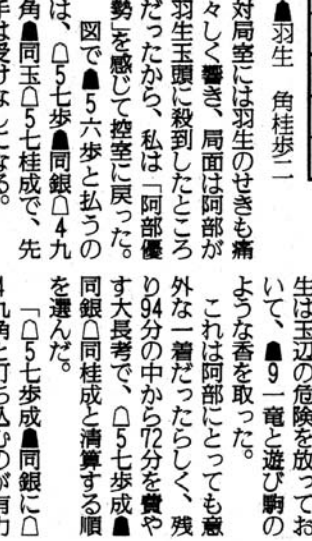 ☗羽生　角桂歩二
対局室には羽生のせきも痛
々しく響き、局面は阿部が
羽生玉頭に殺到したところ
だったから、私は「阿部優
勢」を感じて控室に戻った。
図で☗5六歩と払うの
は、☖5七歩☗同銀☖4九
角☗同玉☖5七桂成で、先
手は受けなしになる。
生は玉辺の危険を放ってお
いて、☗9一竜と遊び駒の
ような香を取った。
これは阿部にとっても意
外な一着だったらしく、残
り94分の中から72分を費や
す大長考で、☖5七歩成☗
同銀☖同桂成と清算する順
を選んだ。
「☖5七歩成☗同銀に☖
4九角と打ち込むのが有力